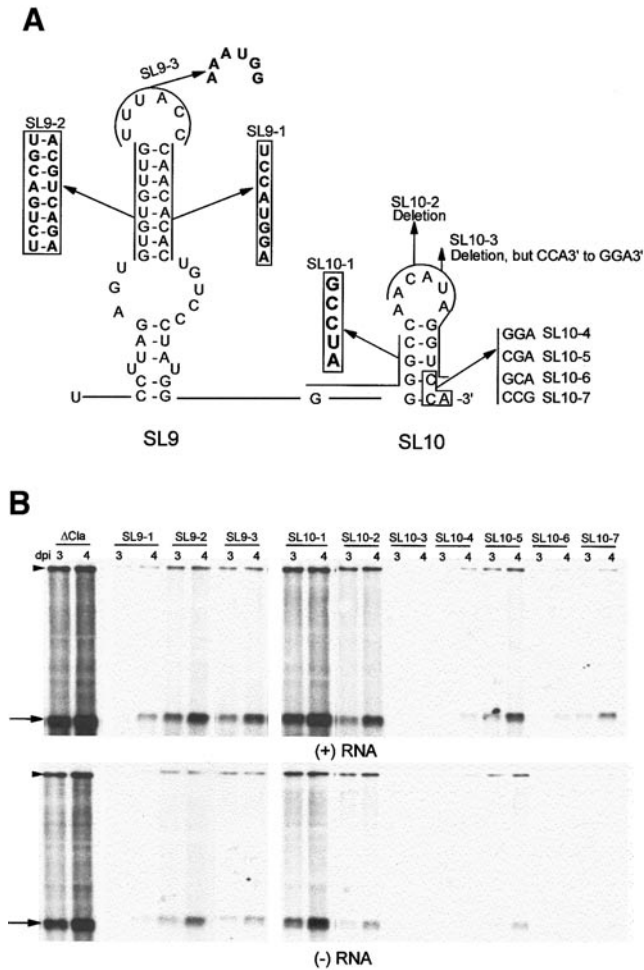 A
SL9-3
A A A U G G
U U U U A C C
SL9-2
U-A
G-C
C-G
A-U
G-C
U-A
C-G
U-A
G-C
U-A
U-A
G-C
U-A
G-C
U-A
G-C
SL9-1
U
C
C
A
U
G
G
A
U G A
U G U C C
U
SL9
SL10-1
G
C
C
U
A
SL10-2
Deletion
SL10-3
Deletion, but CCA3' to GGA3'
A A C A U A
GGA SL10-4
CGA SL10-5
GCA SL10-6
CCG SL10-7
G
G CA -3'
SL10
B
ΔCla SL9-1 SL9-2 SL9-3 SL10-1 SL10-2 SL10-3 SL10-4 SL10-5 SL10-6 SL10-7
dpi 3 4 3 4 3 4 3 4 3 4 3 4 3 4 3 4 3 4 3 4 3 4
(+) RNA
(-) RNA